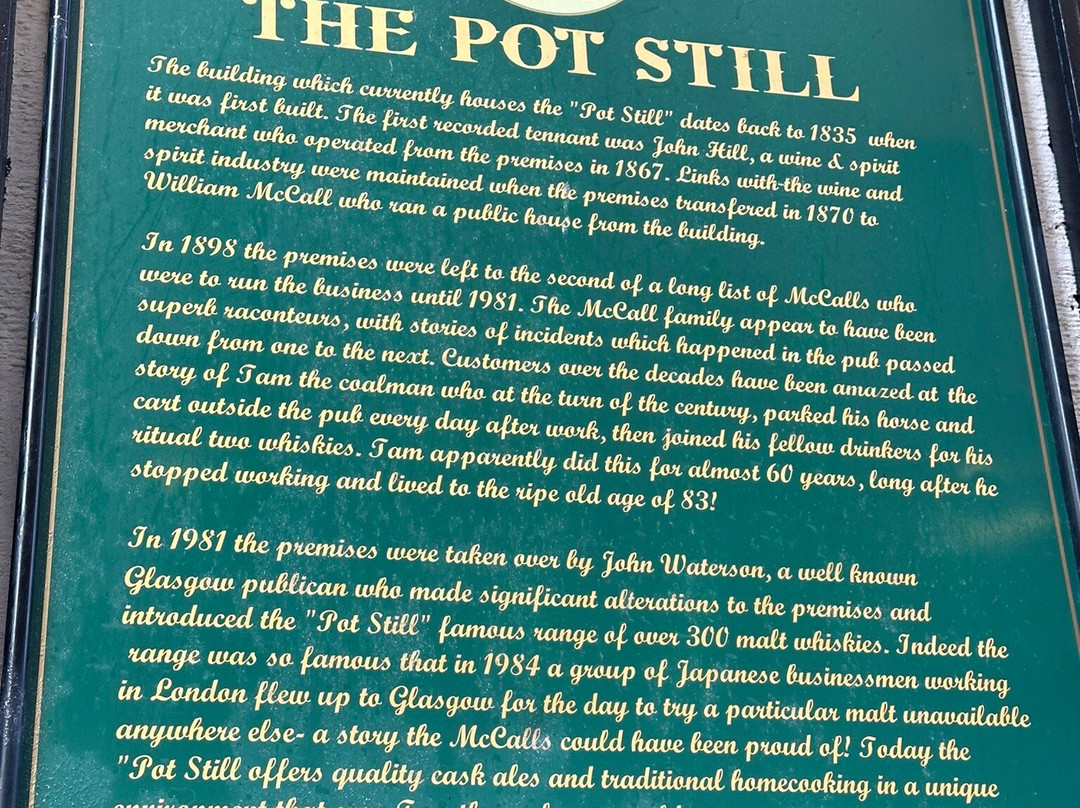 THE POT STILL
The building which currently houses the "Pot Still" dates back to 1835 when
it was first built. The first recorded tennant was John Hill, a wine & spirit
merchant who operated from the premises in 1867. Links with the wine and
spirit industry were maintained when the premises transfered in 1870 to
William McCall who ran a public house from the building.
In 1898 the premises were left to the second of a long list of McCalls who
were to run the business until 1981. The McCall family appear to have been
superb raconteurs, with stories of incidents which happened in the pub passed
down from one to the next. Customers over the decades have been amazed at the
story of Tam the coalman who at the turn of the century, parked his horse and
cart outside the pub every day after work, then joined his fellow drinkers for his
ritual two whiskies. Tam apparently did this for almost 60 years, long after he
stopped working and lived to the ripe old age of 83!
In 1981 the premises were taken over by John Waterson, a well known
Glasgow publican who made significant alterations to the premises and
introduced the "Pot Still" famous range of over 300 malt whiskies. Indeed the
range was so famous that in 1984 a group of Japanese businessmen working
in London flew up to Glasgow for the day to try a particular malt unavailable
anywhere else- a story the McCalls could have been proud of! Today the
"Pot Still offers quality cask ales and traditional homecooking in a unique